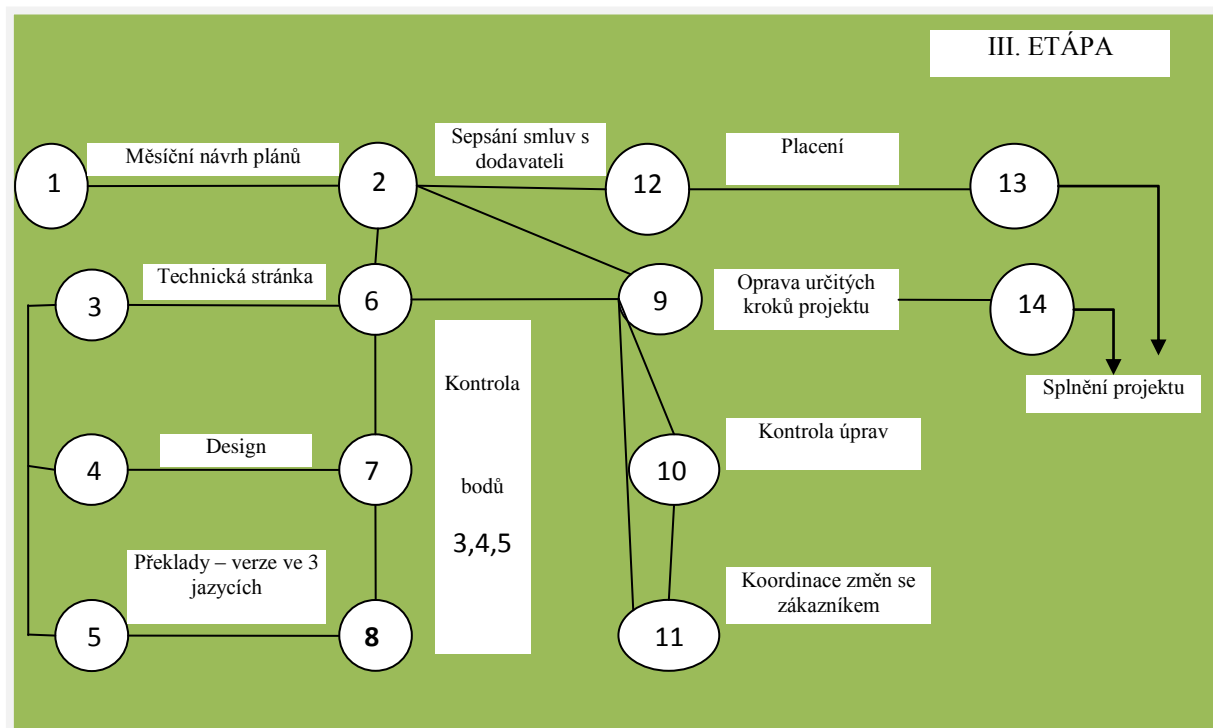 III. ETÁPA
Měsíční návrh plánů
Sepsání smluv s
dodavateli
Placení
1
2
12
13
Technická stránka
Oprava určitých
kroků projektu
3
6
9
14
Kontrola
bodů
3,4,5
Splnění projektu
Design
Kontrola úprav
4
7
10
Překlady – verze ve 3
jazycích
Koordinace změn se
zákazníkem
5
8
11